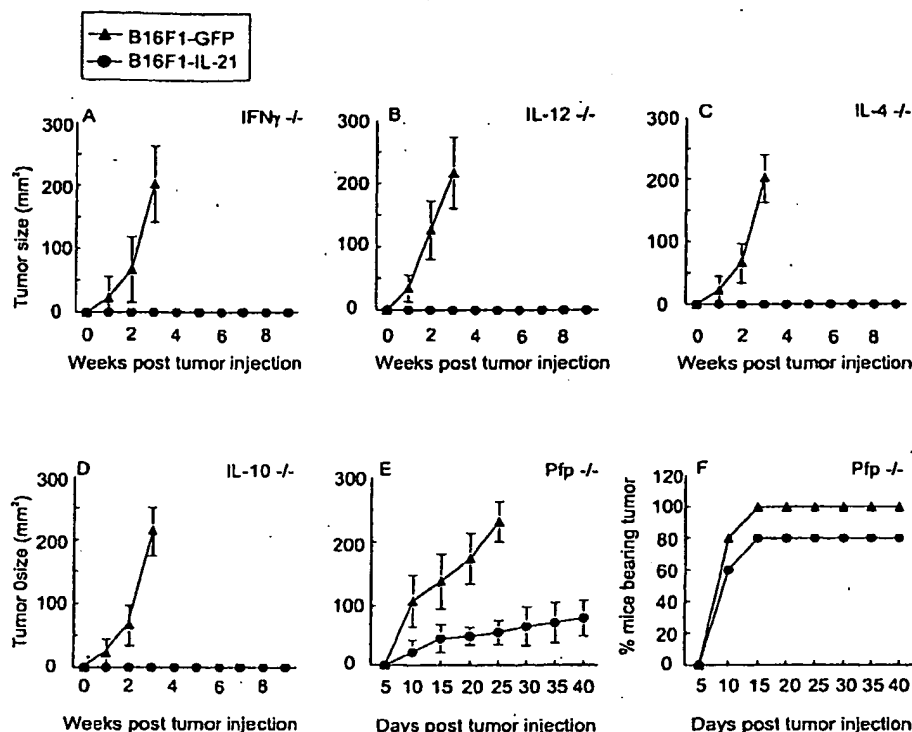 B16F1-GFP
B16F1-IL-21
A
IFNγ -/-
Tumor size (mm³)
300
200
100
0
0 2 4 6 8
Weeks post tumor injection
B
IL-12 -/-
300
200
100
0
0 2 4 6 8
Weeks post tumor injection
C
IL-4 -/-
300
200
100
0
0 2 4 6 8
Weeks post tumor injection
D
IL-10 -/-
Tumor 0size (mm³)
300
200
100
0
0 2 4 6 8
Weeks post tumor injection
E
Pfp -/-
300
200
100
0
5 10 15 20 25 30 35 40
Days post tumor injection
F
Pfp -/-
% mice bearing tumor
120
100
80
60
40
20
0
5 10 15 20 25 30 35 40
Days post tumor injection